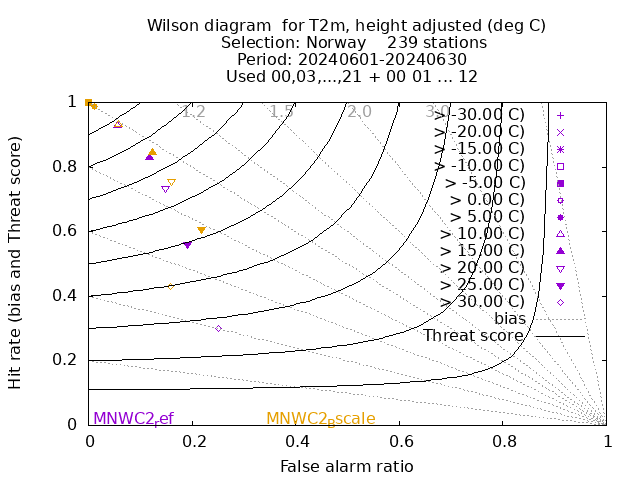 Wilson diagram  for T2m, height adjusted (deg C)
Selection: Norway    239 stations
Period: 20240601-20240630
Used 00,03,...,21 + 00 01 ... 12
Hit rate (bias and Threat score)
1
0.8
0.6
0.4
0.2
0
1.2
1.5
2.0
3.0
> -30.00 C)
> -20.00 C)
> -15.00 C)
> -10.00 C)
> -5.00 C)
> 0.00 C)
> 5.00 C)
> 10.00 C)
> 15.00 C)
> 20.00 C)
> 25.00 C)
> 30.00 C)
bias
Threat score
MNWC2ref
MNWC2Bscale
0
0.2
0.4
0.6
0.8
1
False alarm ratio